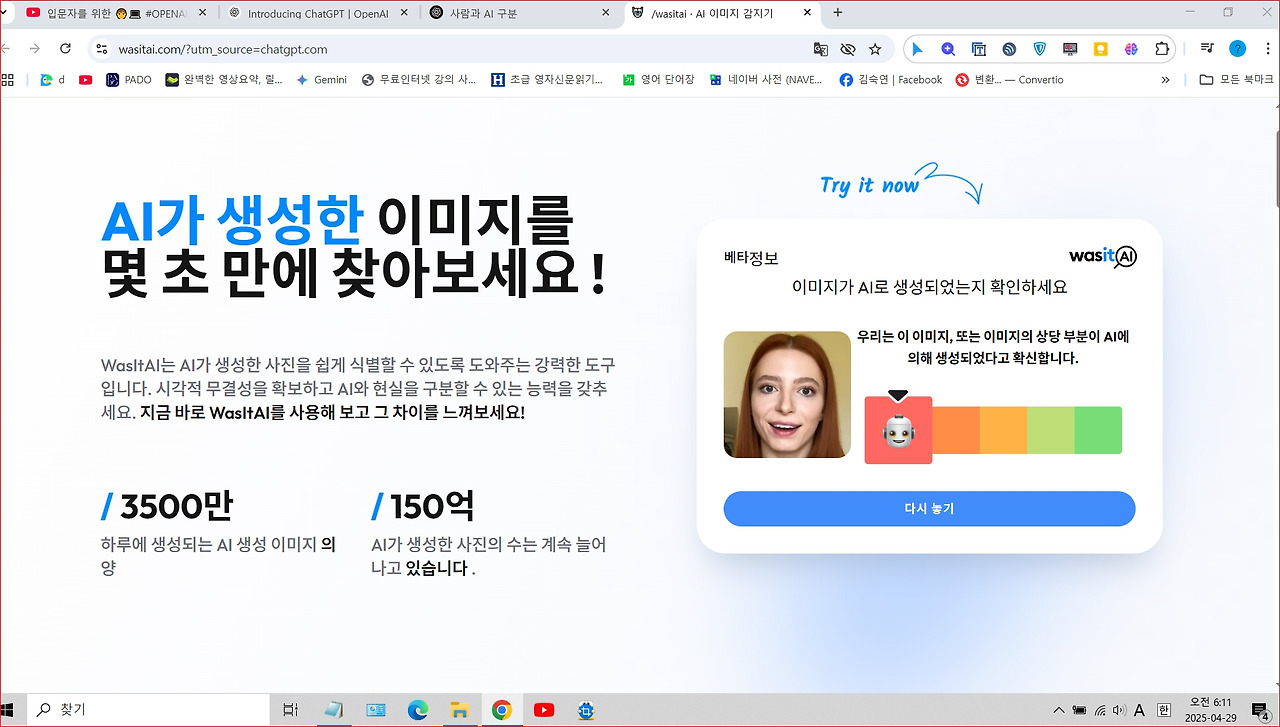 입문자를 위한 👩💻 #OPENAI
Introducing ChatGPT | OpenAI
사람과 AI 구분
/wasitai · AI 이미지 감지기
wasitai.com/?utm_source=chatgpt.com
d
PADO
완벽한 영상요약, 릴...
Gemini
무료인터넷 강의 사...
초급 영자신문읽기...
영어 단어장
네이버 사전 (NAVE...
김묵연 | Facebook
변환... — Convertio
모든 북마크
Try it now
AI가 생성한 이미지를
몇 초 만에 찾아보세요 !
WasItAI는 AI가 생성한 사진을 쉽게 식별할 수 있도록 도와주는 강력한 도구
입니다. 시각적 무결성을 확보하고 AI와 현실을 구분할 수 있는 능력을 갖추
세요. 지금 바로 WasItAI를 사용해 보고 그 차이를 느껴보세요!
/ 3500만
하루에 생성되는 AI 생성 이미지 의
양
/ 150억
AI가 생성한 사진의 수는 계속 늘어
나고 있습니다 .
베타정보
wasitAI
이미지가 AI로 생성되었는지 확인하세요
우리는 이 이미지, 또는 이미지의 상당 부분이 AI에
의해 생성되었다고 확신합니다.
다시 놓기
찾기
A
한
오전 6:11
2025-04-29